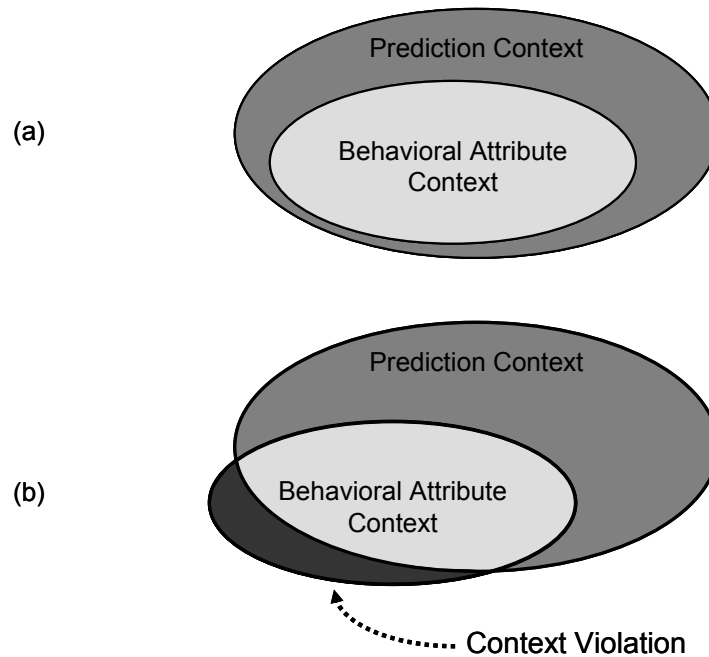 Prediction Context
(a)
Behavioral Attribute
Context
Prediction Context
(b)
Behavioral Attribute
Context
Context Violation